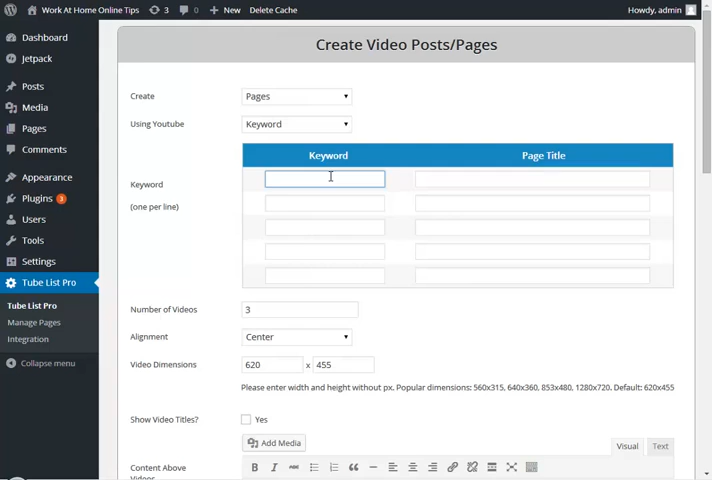 Work At Home Online Tips 3 0 + New Delete Cache Howdy, admin
Dashboard
Jetpack
Posts
Media
Pages
Comments
Appearance
Plugins 3
Users
Tools
Settings
Tube List Pro
Tube List Pro
Manage Pages
Integration
Collapse menu
Create Video Posts/Pages
Create Pages
Using Youtube Keyword
Keyword Page Title
Keyword
(one per line)
Number of Videos 3
Alignment Center
Video Dimensions 620 x 455
Please enter width and height without px. Popular dimensions: 560x315, 640x360, 853x480, 1280x720. Default: 620x455
Show Video Titles? Yes
Add Media Visual Text
Content Above
B I ABC